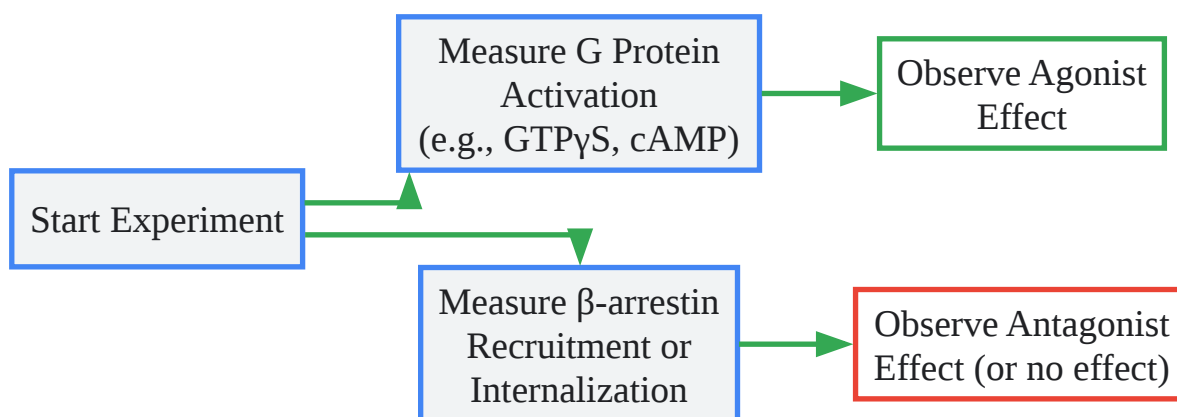 Measure G Protein
Activation
(e.g., GTPγS, cAMP)
Observe Agonist
Effect
Start Experiment
Measure β-arrestin
Recruitment or
Internalization
Observe Antagonist
Effect (or no effect)